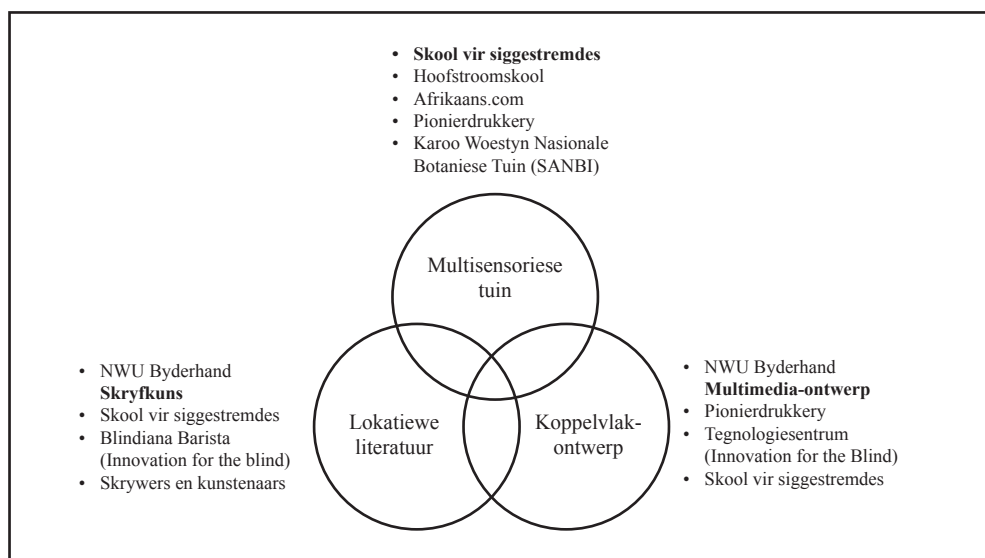 • Skool vir siggestremdes
• Hoofstroomskool
• Afrikaans.com
• Pionierdrukkery
• Karoo Woestyn Nasionale
Botaniese Tuin (SANBI)
Multisensoriese
tuin
• NWU Byderhand
Skryfkuns
• Skool vir siggestremdes
• Blindiana Barista
(Innovation for the blind)
• Skrywers en kunstenaars
Lokatiewe
literatuur
Koppelvlak-
ontwerp
• NWU Byderhand
Multimedia-ontwerp
• Pionierdrukkery
• Tegnologiesentrum
(Innovation for the Blind)
• Skool vir siggestremdes